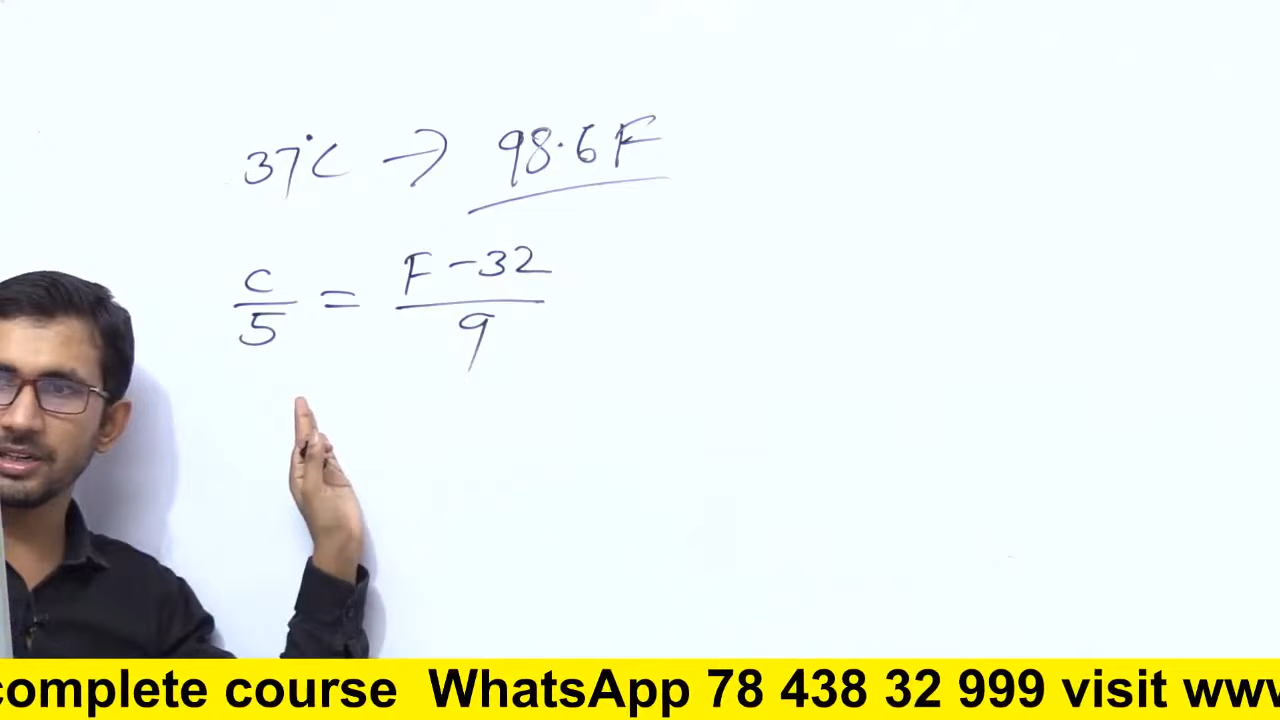 37°C → 98.6F
C/5 = F-32/9
complete course WhatsApp 78 438 32 999 visit www